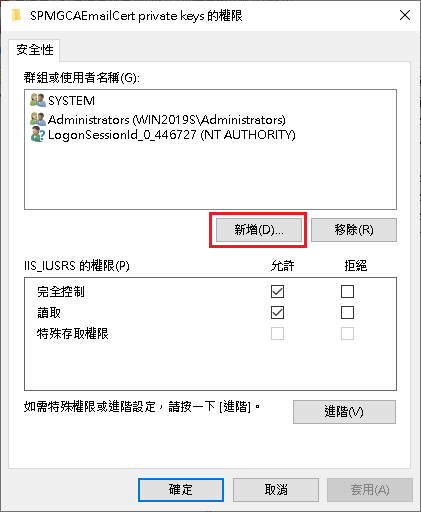 SPMGCAEmailCert private keys 的權限
安全性
群組或使用者名稱(G):
SYSTEM
Administrators (WIN2019S\Administrators)
LogonSessionId_0_446727 (NT AUTHORITY)
新增(D)... 移除(R)
IIS_IUSRS 的權限(P) 允許 拒絕
完全控制
讀取
特殊存取權限
如需特殊權限或進階設定，請按一下 [進階]。 進階(V)
確定 取消 套用(A)